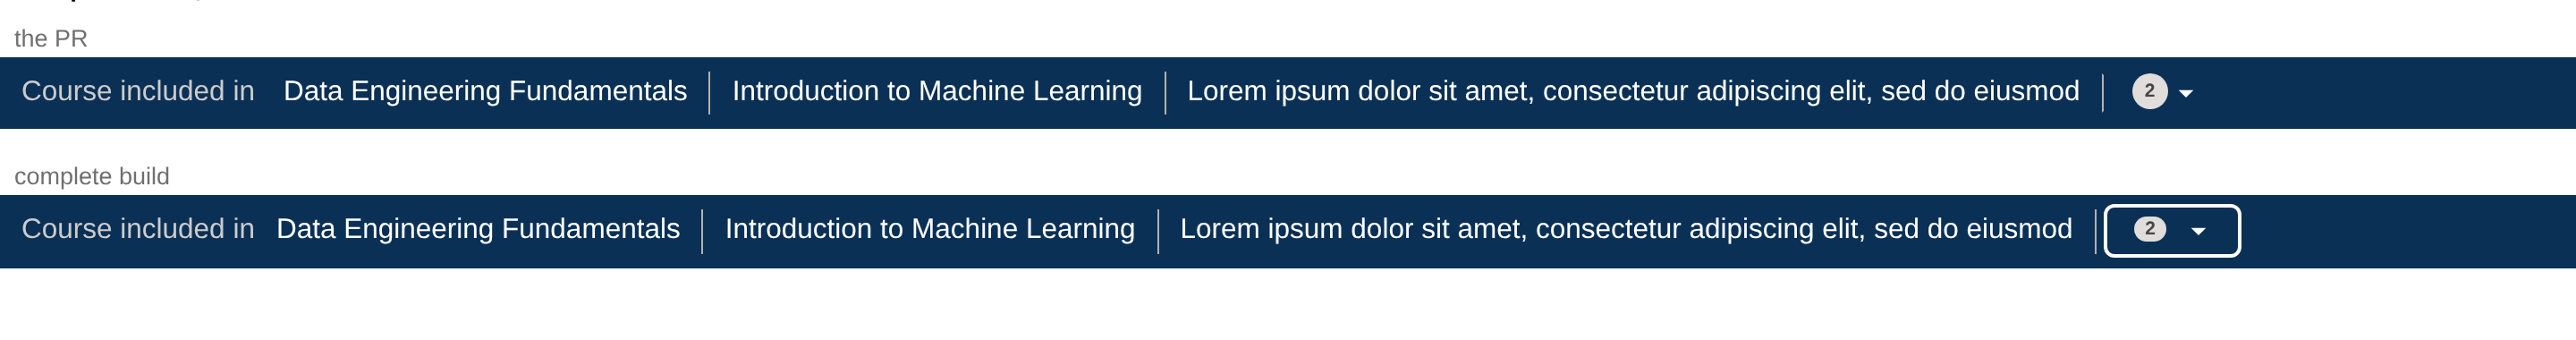 the PR
Course included in Data Engineering Fundamentals Introduction to Machine Learning Lorem ipsum dolor sit amet, consectetur adipiscing elit, sed do eiusmod 2
complete build
Course included in Data Engineering Fundamentals Introduction to Machine Learning Lorem ipsum dolor sit amet, consectetur adipiscing elit, sed do eiusmod 2